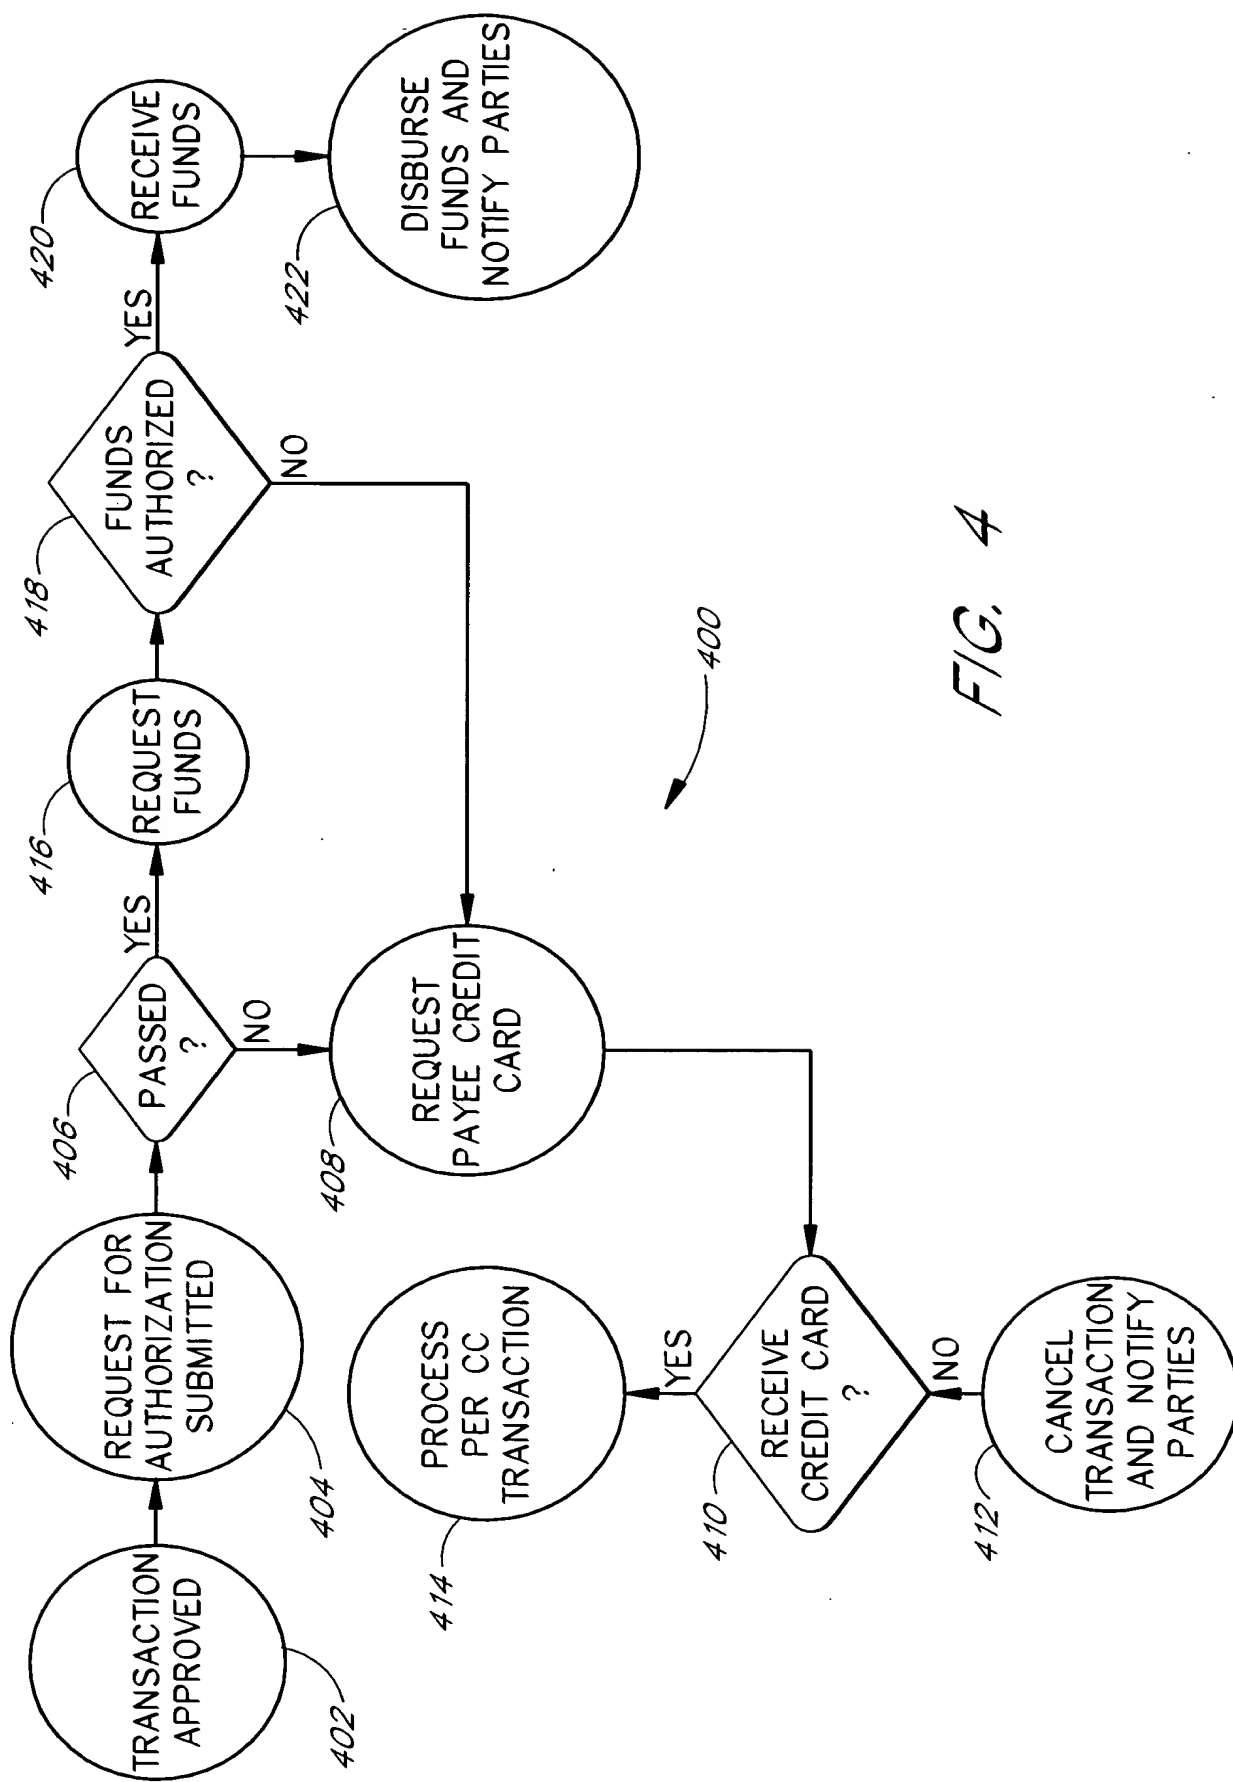 402
TRANSACTION
APPROVED
404
REQUEST FOR
AUTHORIZATION
SUBMITTED
406
PASSED
?
YES
NO
416
REQUEST
FUNDS
418
FUNDS
AUTHORIZED
?
YES
NO
420
RECEIVE
FUNDS
422
DISBURSE
FUNDS AND
NOTIFY PARTIES
408
REQUEST
PAYEE CREDIT
CARD
414
PROCESS
PER CC
TRANSACTION
YES
410
RECEIVE
CREDIT CARD
?
NO
412
CANCEL
TRANSACTION
AND NOTIFY
PARTIES
400
FIG. 4